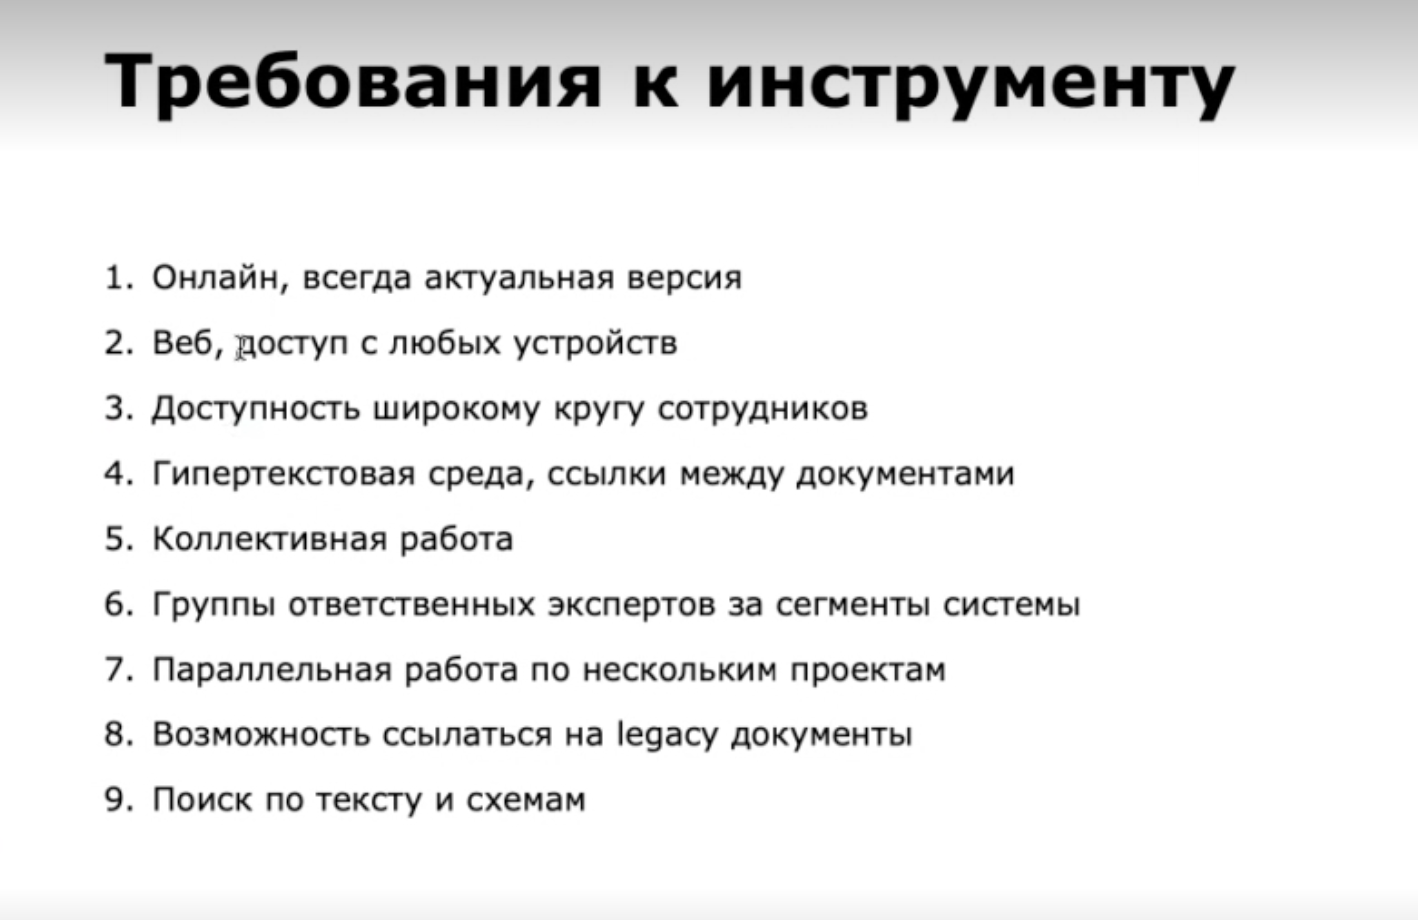 Требования к инструменту
1. Онлайн, всегда актуальная версия
2. Веб, доступ с любых устройств
3. Доступность широкому кругу сотрудников
4. Гипертекстовая среда, ссылки между документами
5. Коллективная работа
6. Группы ответственных экспертов за сегменты системы
7. Параллельная работа по нескольким проектам
8. Возможность ссылаться на legacy документы
9. Поиск по тексту и схемам